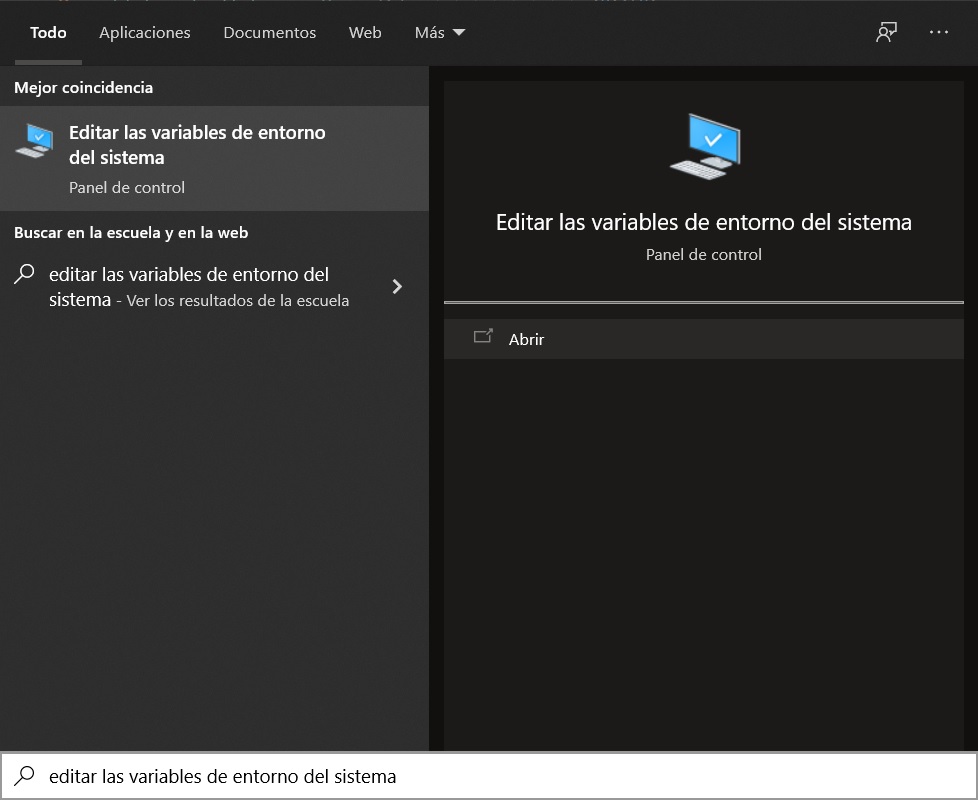 Todo Aplicaciones Documentos Web Más
Mejor coincidencia
Editar las variables de entorno
del sistema
Panel de control
Buscar en la escuela y en la web
editar las variables de entorno del
sistema - Ver los resultados de la escuela
Editar las variables de entorno del sistema
Panel de control
Abrir
editar las variables de entorno del sistema